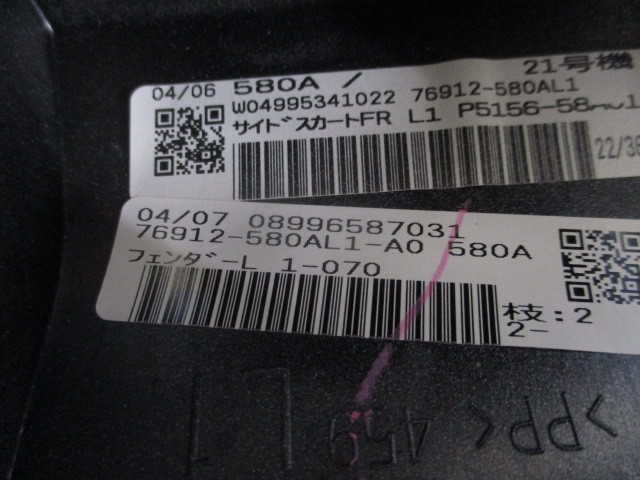 21号機
04/06 580A /
W04995341022 76912-580AL1
サイドスカートFR L1 P5156-58
22/38
04/07 08996587031
76912-580AL1-A0 580A
フェンダーL 1-070
枝:2
2-
>PP<